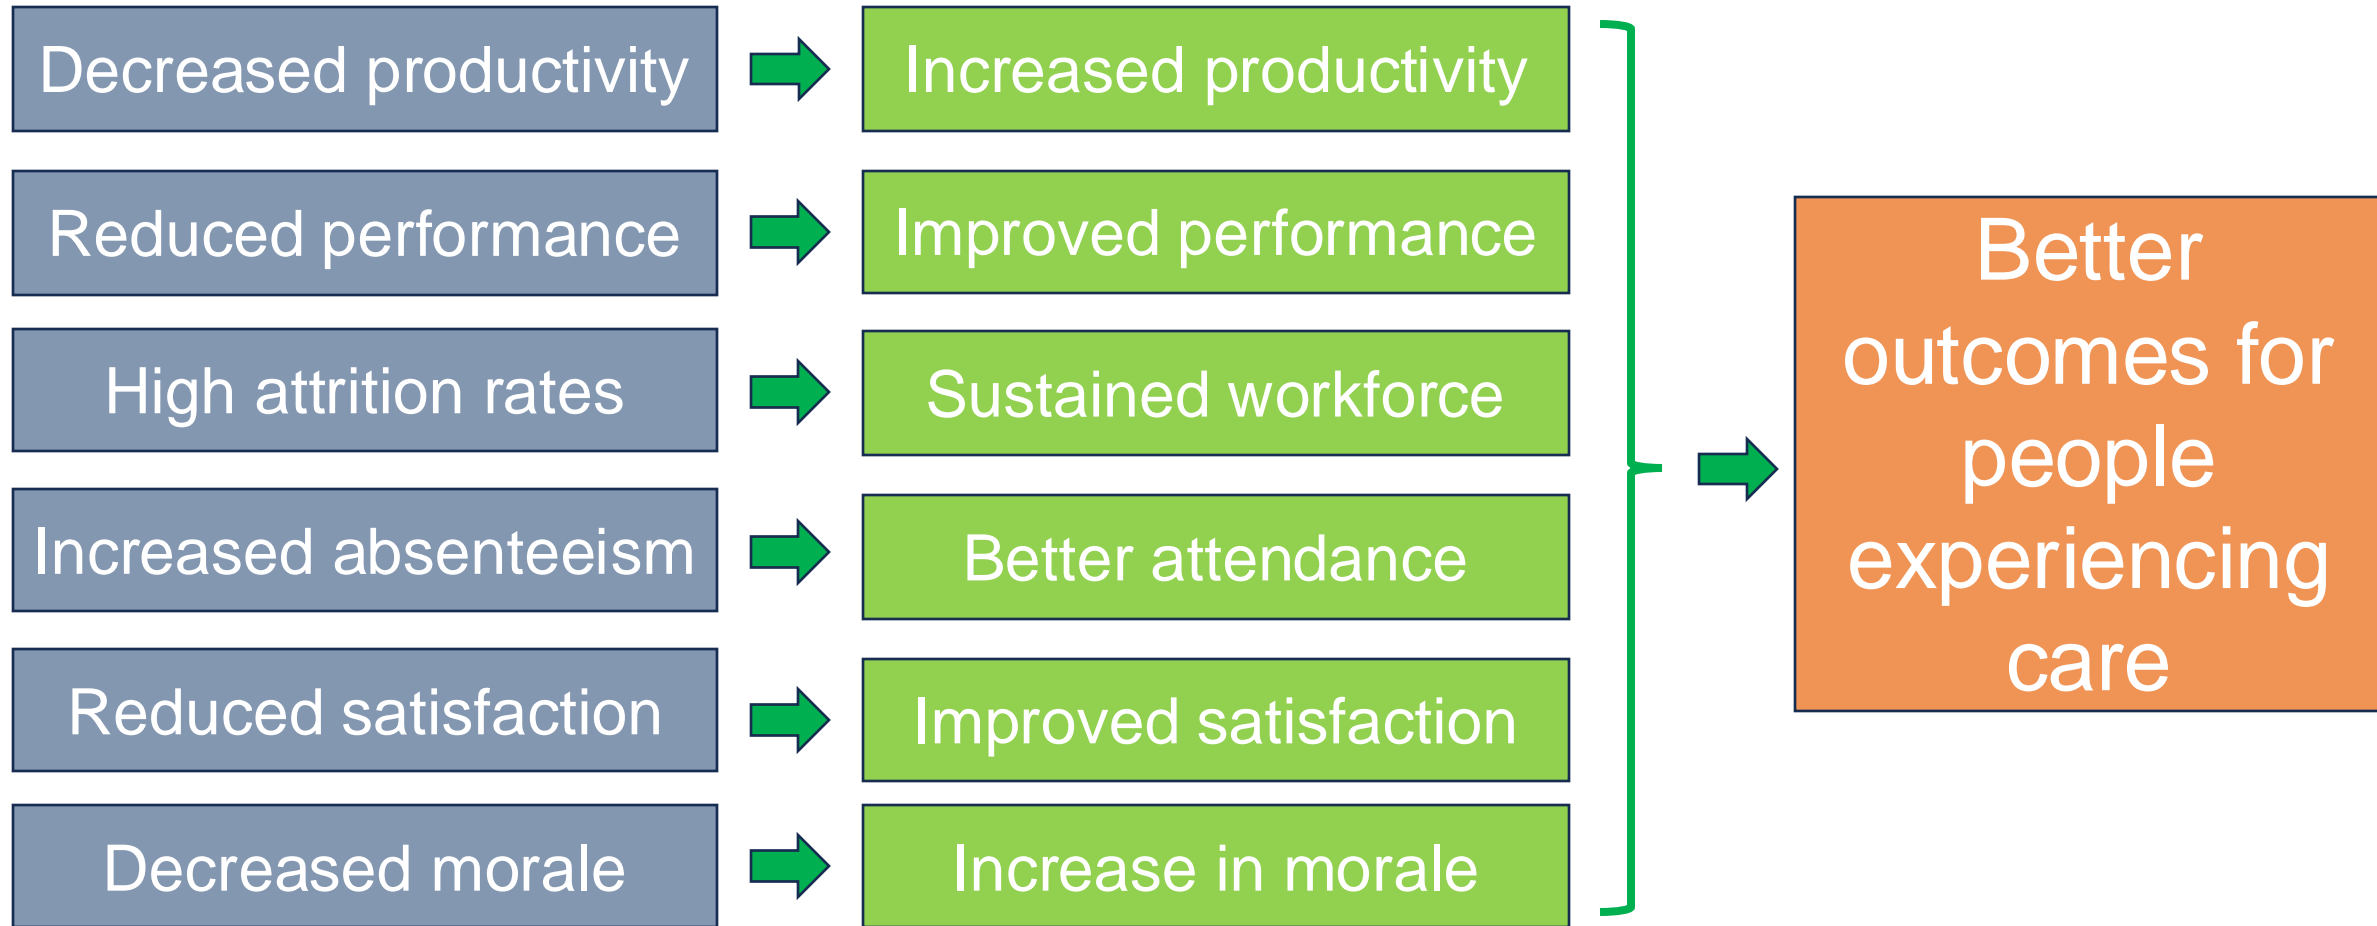 Decreased productivity
Increased productivity
Reduced performance
Improved performance
High attrition rates
Sustained workforce
Increased absenteeism
Better attendance
Reduced satisfaction
Improved satisfaction
Decreased morale
Increase in morale
Better
outcomes for
people
experiencing
care